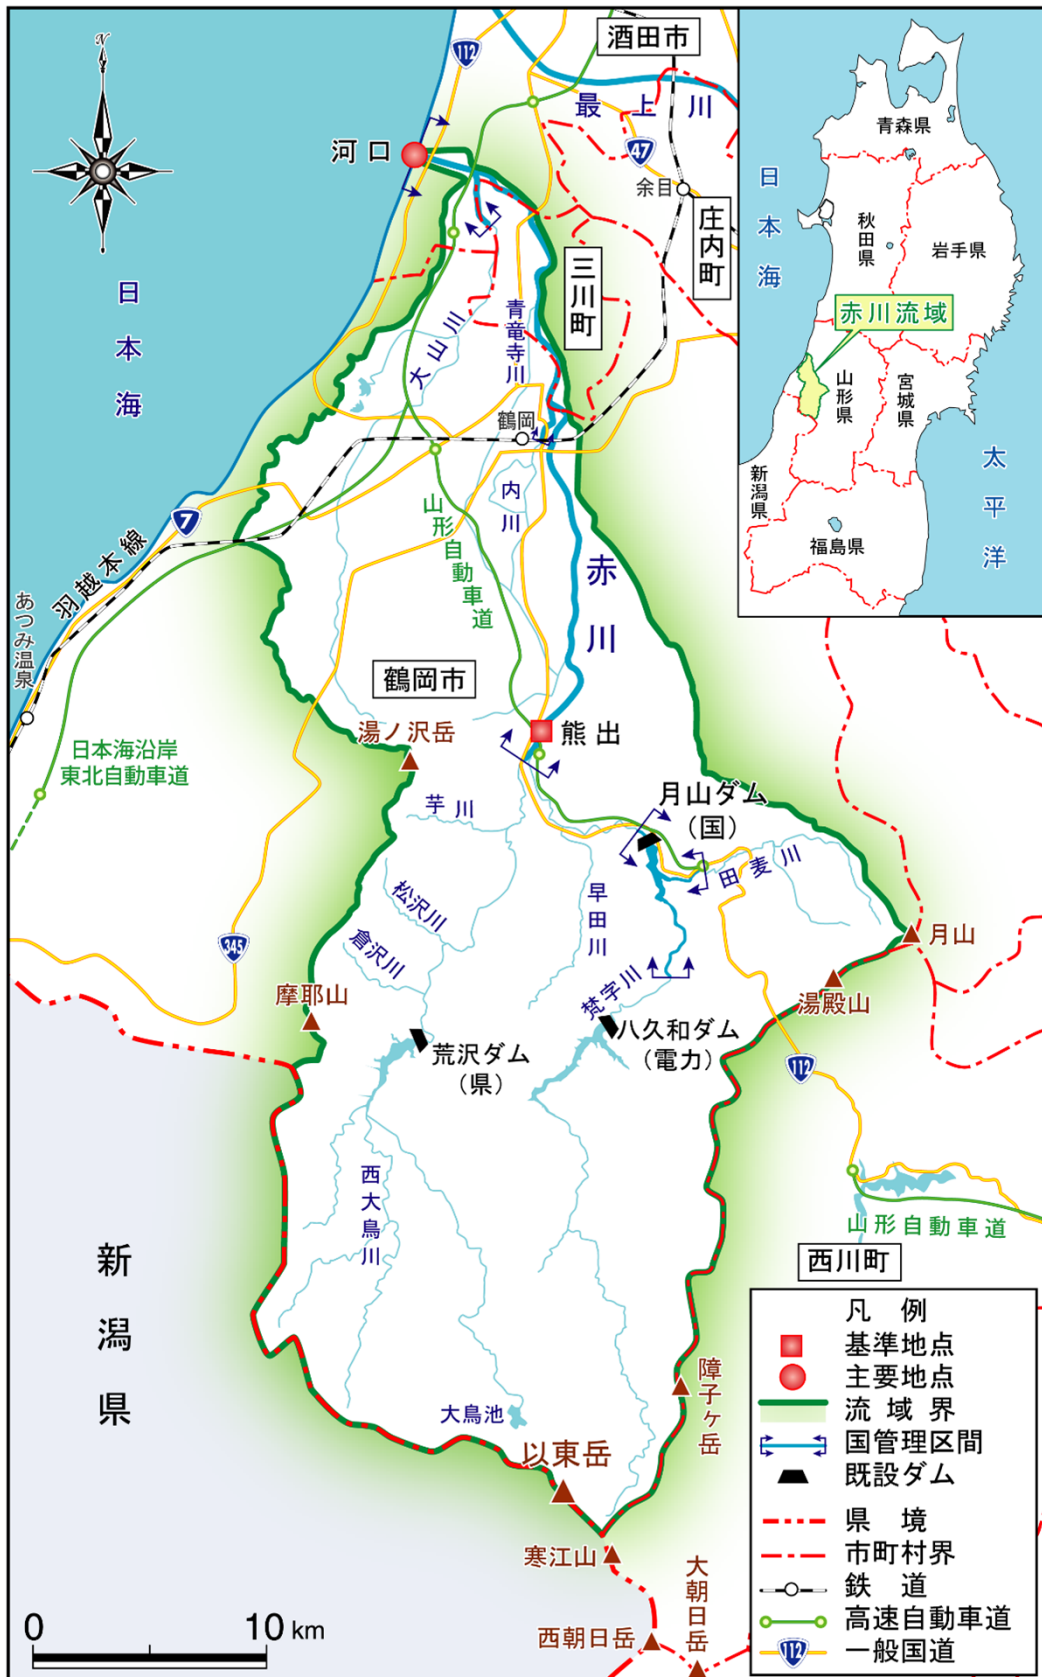 N
112
酒田市
最上川
河口
47
余目
庄内町
三川町
日本海
青竜寺川
大山川
鶴岡
内川
山形自動車道
7
羽越本線
あつみ温泉
赤川
鶴岡市
湯ノ沢岳
熊出
日本海沿岸
東北自動車道
月山ダム
(国)
芋川
田麦川
早田川
松沢川
倉沢川
345
梵字川
月山
湯殿山
摩耶山
八久和ダム
(電力)
荒沢ダム
(県)
112
西大鳥川
山形自動車道
西川町
新潟県
大鳥池
障子ヶ岳
以東岳
寒江山
大朝日岳
西朝日岳
0 10 km
青森県
日本海
秋田県
岩手県
赤川流域
山形県
宮城県
太平洋
新潟県
福島県
凡例
基準地点
主要地点
流域界
国管理区間
既設ダム
県境
市町村界
鉄道
高速自動車道
112 一般国道